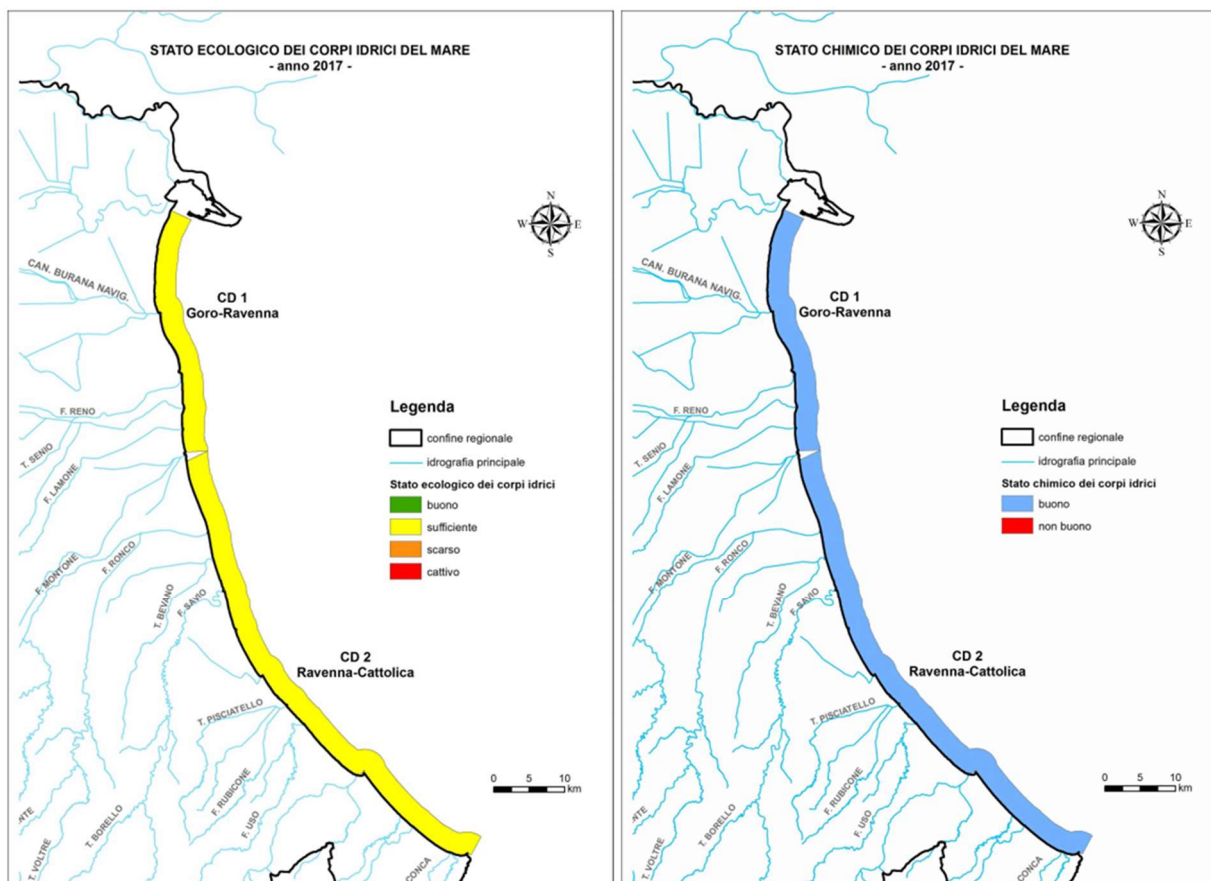 STATO ECOLOGICO DEI CORPI IDRICI DEL MARE
- anno 2017 -
N
W E
S
CAN. BURANA NAVIG.
CD 1
Goro-Ravenna
F. RENO
T. SENIO
F. LAMONE
Legenda
confine regionale
idrografia principale
Stato ecologico dei corpi idrici
buono
sufficiente
scarso
cattivo
F. MONTONE
F. RONCO
T. BEVANO
F. SAVIO
CD 2
Ravenna-Cattolica
T. PISCIATELLO
F. RUBICONE
F. USO
T. BORELLO
T. VOLTRE
CONCA
0 5 10
km
STATO CHIMICO DEI CORPI IDRICI DEL MARE
- anno 2017 -
N
W E
S
CAN. BURANA NAVIG.
CD 1
Goro-Ravenna
F. RENO
T. SENIO
F. LAMONE
Legenda
confine regionale
idrografia principale
Stato chimico dei corpi idrici
buono
non buono
F. MONTONE
F. RONCO
T. BEVANO
F. SAVIO
CD 2
Ravenna-Cattolica
T. PISCIATELLO
F. RUBICONE
F. USO
T. BORELLO
T. VOLTRE
CONCA
0 5 10
km